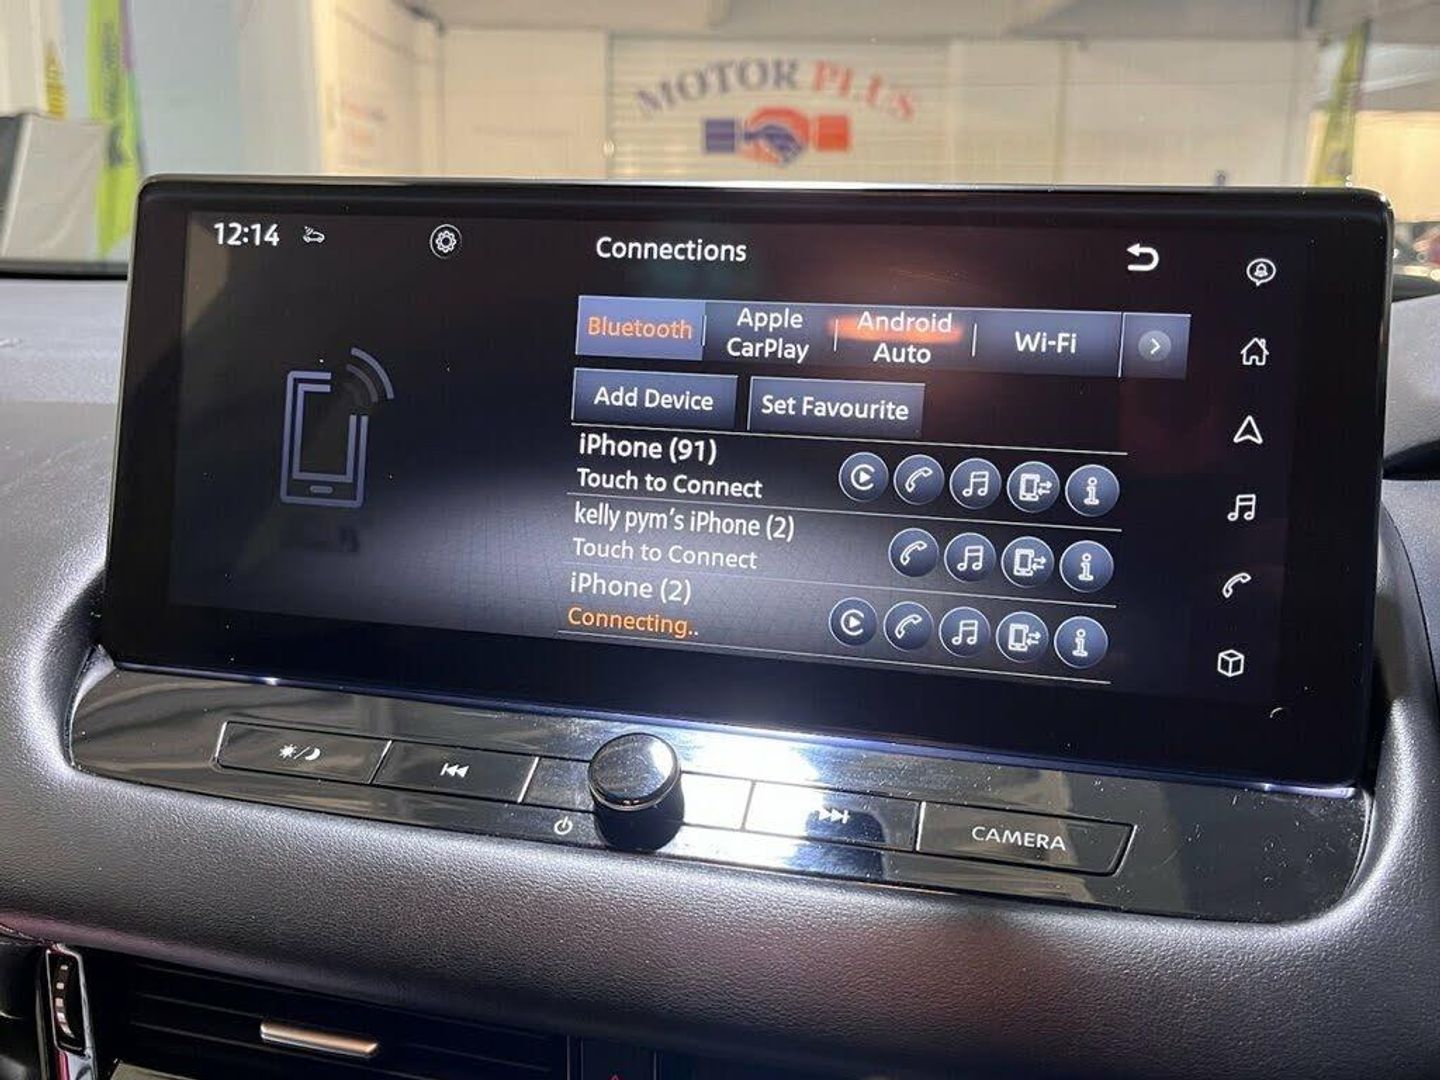 MOTOR PLUS
12:14
Connections
Bluetooth
Apple
CarPlay
Android
Auto
Wi-Fi
Add Device
Set Favourite
iPhone (91)
Touch to Connect
kelly pym's iPhone (2)
Touch to Connect
iPhone (2)
Connecting..
CAMERA